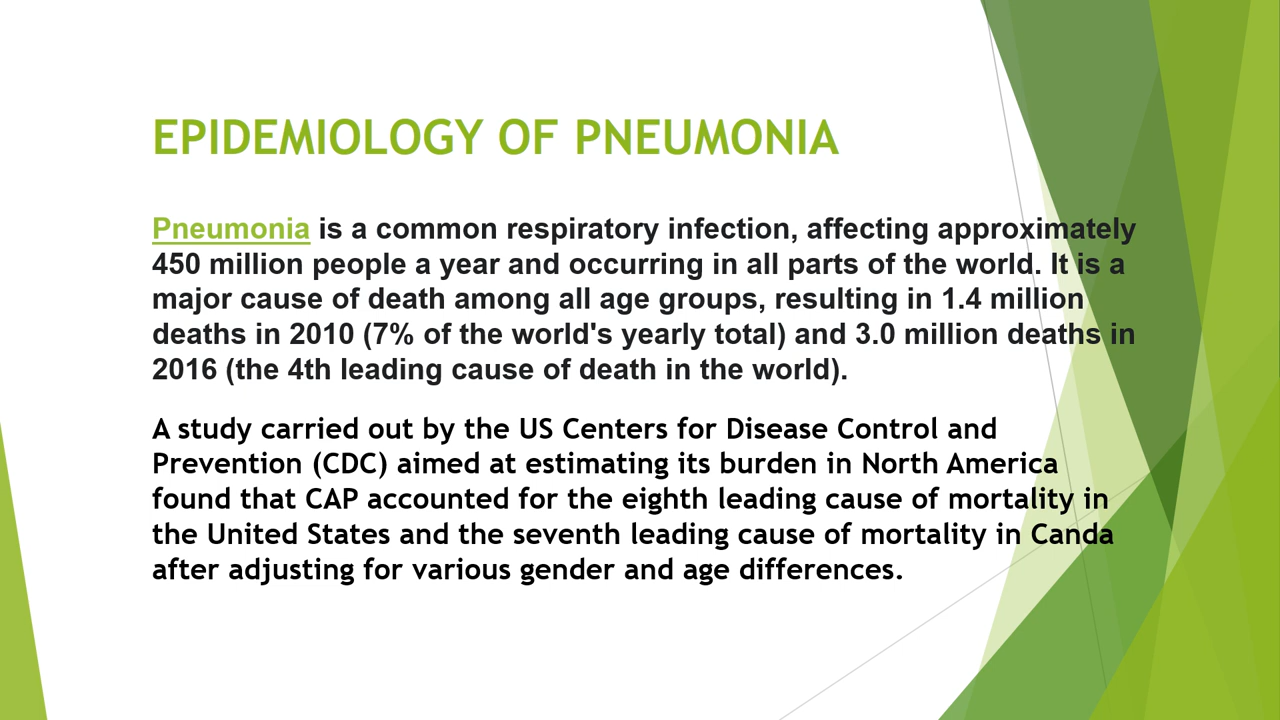 EPIDEMIOLOGY OF PNEUMONIA
Pneumonia is a common respiratory infection, affecting approximately
450 million people a year and occurring in all parts of the world. It is a
major cause of death among all age groups, resulting in 1.4 million
deaths in 2010 (7% of the world's yearly total) and 3.0 million deaths in
2016 (the 4th leading cause of death in the world).
A study carried out by the US Centers for Disease Control and
Prevention (CDC) aimed at estimating its burden in North America
found that CAP accounted for the eighth leading cause of mortality in
the United States and the seventh leading cause of mortality in Canda
after adjusting for various gender and age differences.